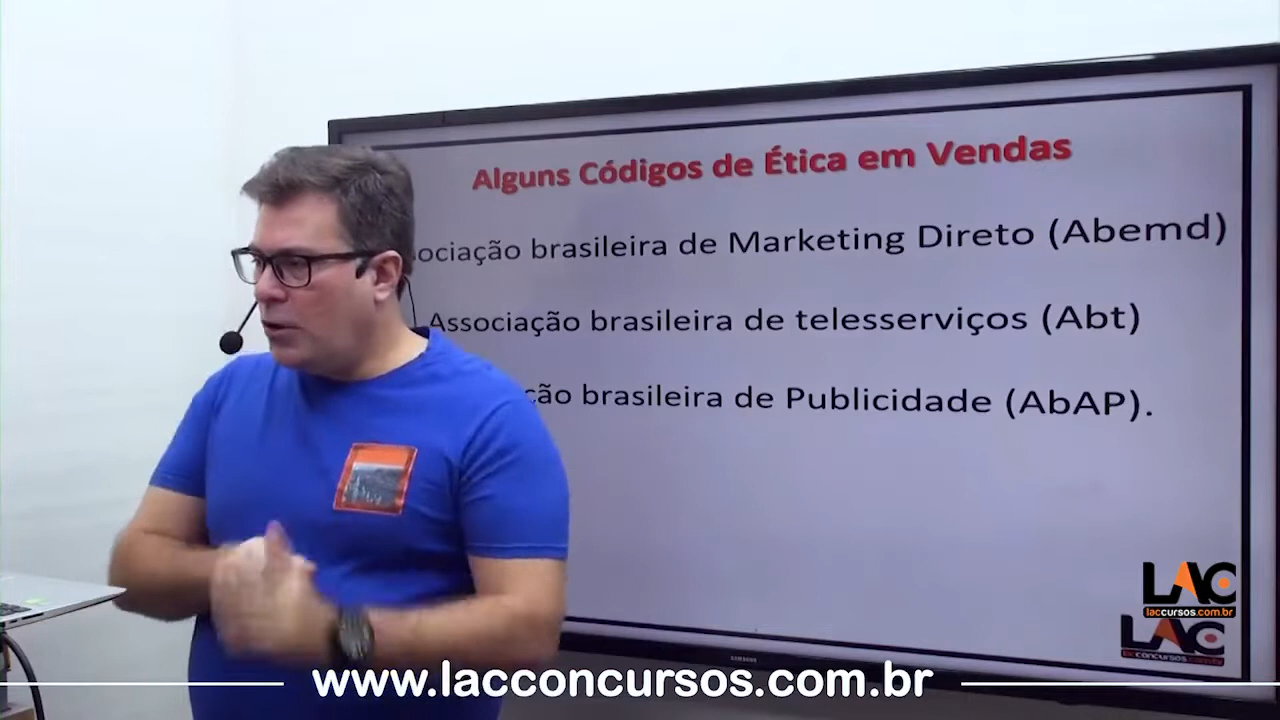 Alguns Códigos de Ética em Vendas
ociação brasileira de Marketing Direto (Abemd)
Associação brasileira de telesserviços (Abt)
ção brasileira de Publicidade (AbAP).
LAC
laccursos.com.br
LAC
SAMSUNG
www.lacconcursos.com.br